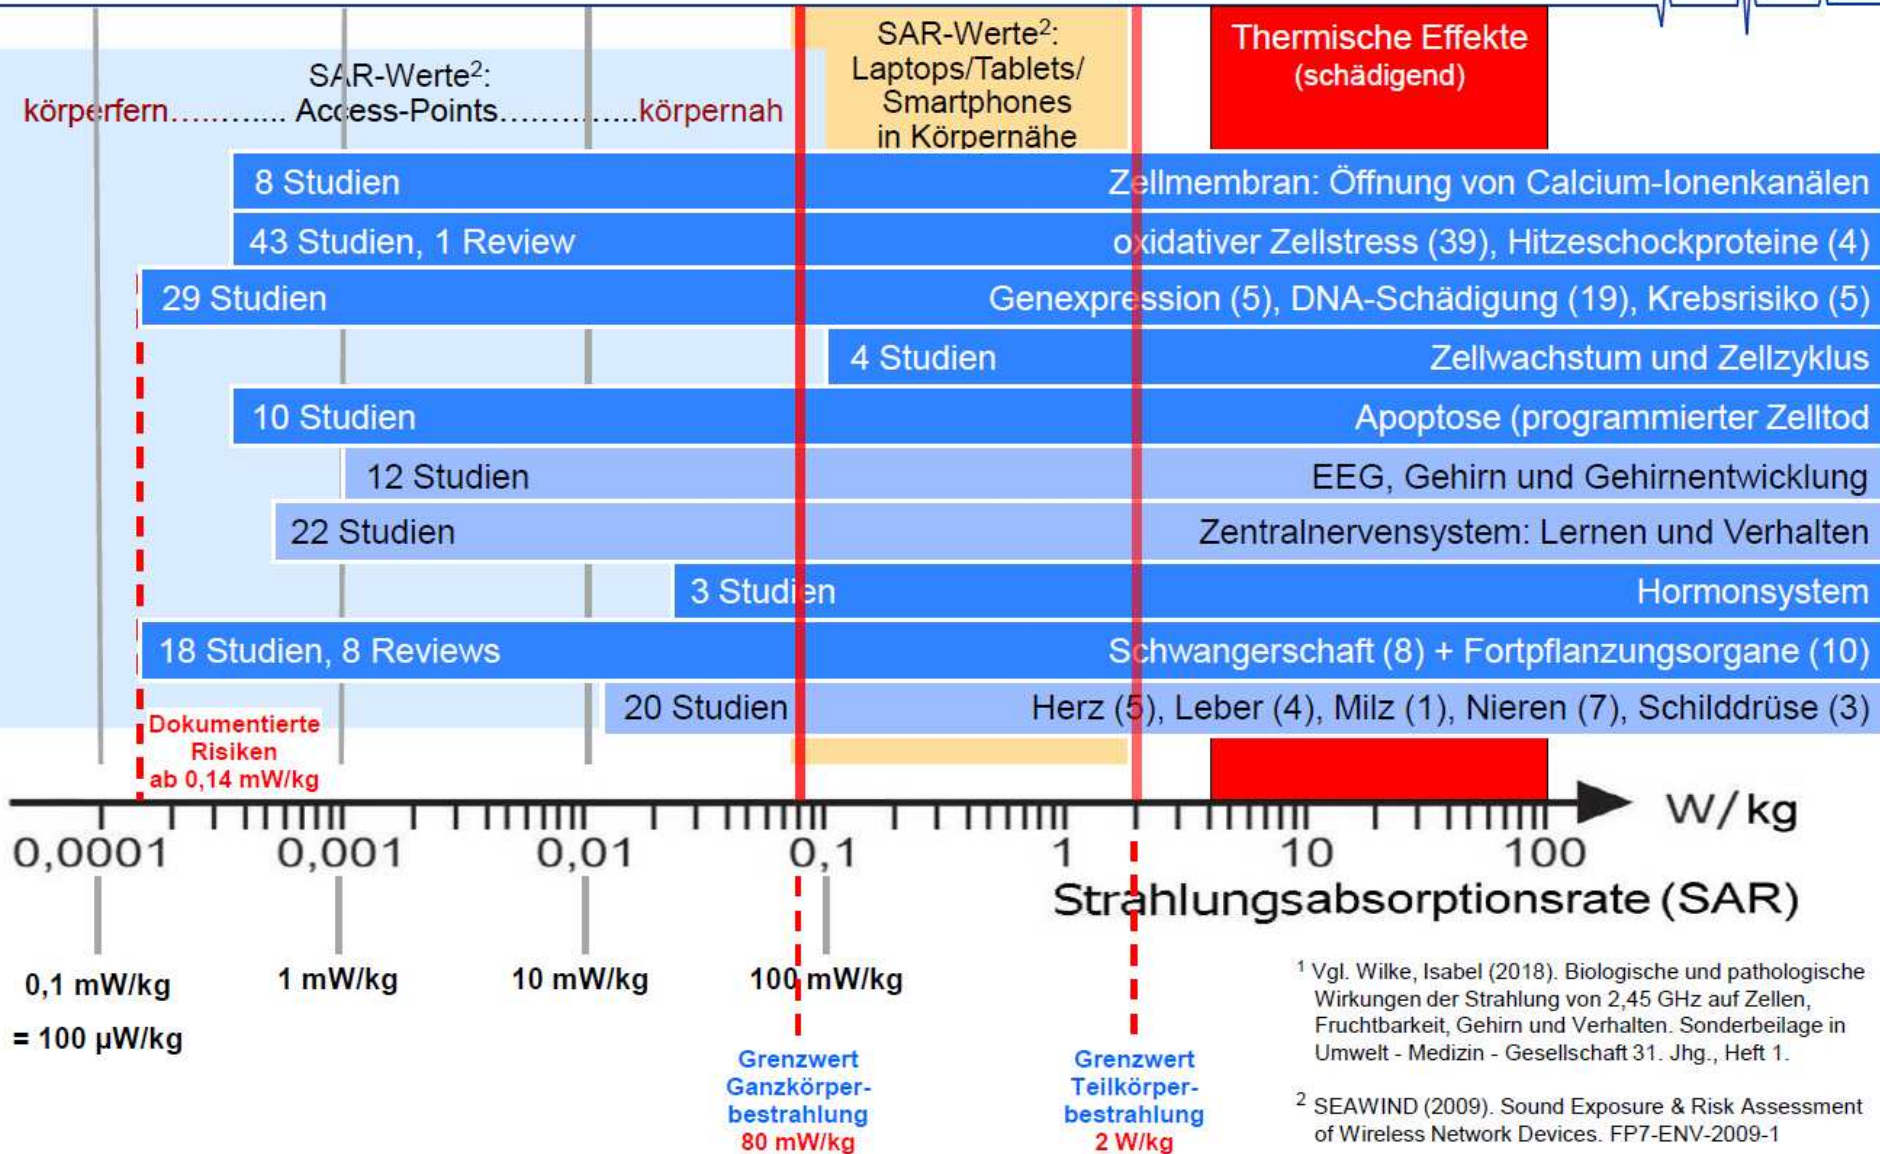 SAR-Werte²:
Access-Points
körperfern…......... Access-Points…………..körpernah
SAR-Werte²:
Laptops/Tablets/
Smartphones
in Körpernähe
Thermische Effekte
(schädigend)
8 Studien Zellmembran: Öffnung von Calcium-Ionenkanälen
43 Studien, 1 Review oxidativer Zellstress (39), Hitzeschockproteine (4)
29 Studien Genexpression (5), DNA-Schädigung (19), Krebsrisiko (5)
4 Studien Zellwachstum und Zellzyklus
10 Studien Apoptose (programmierter Zelltod
12 Studien EEG, Gehirn und Gehirnentwicklung
22 Studien Zentralnervensystem: Lernen und Verhalten
3 Studien Hormonsystem
18 Studien, 8 Reviews Schwangerschaft (8) + Fortpflanzungsorgane (10)
20 Studien Herz (5), Leber (4), Milz (1), Nieren (7), Schilddrüse (3)
Dokumentierte
Risiken
ab 0,14 mW/kg
W/kg
0,0001 0,001 0,01 0,1 1 10 100
Strahlungsabsorptionsrate (SAR)
0,1 mW/kg 1 mW/kg 10 mW/kg 100 mW/kg
= 100 µW/kg
Grenzwert
Ganzkörper-
bestrahlung
80 mW/kg
Grenzwert
Teilkörper-
bestrahlung
2 W/kg
¹ Vgl. Wilke, Isabel (2018). Biologische und pathologische
Wirkungen der Strahlung von 2,45 GHz auf Zellen,
Fruchtbarkeit, Gehirn und Verhalten. Sonderbeilage in
Umwelt - Medizin - Gesellschaft 31. Jhg., Heft 1.
² SEAWIND (2009). Sound Exposure & Risk Assessment
of Wireless Network Devices. FP7-ENV-2009-1